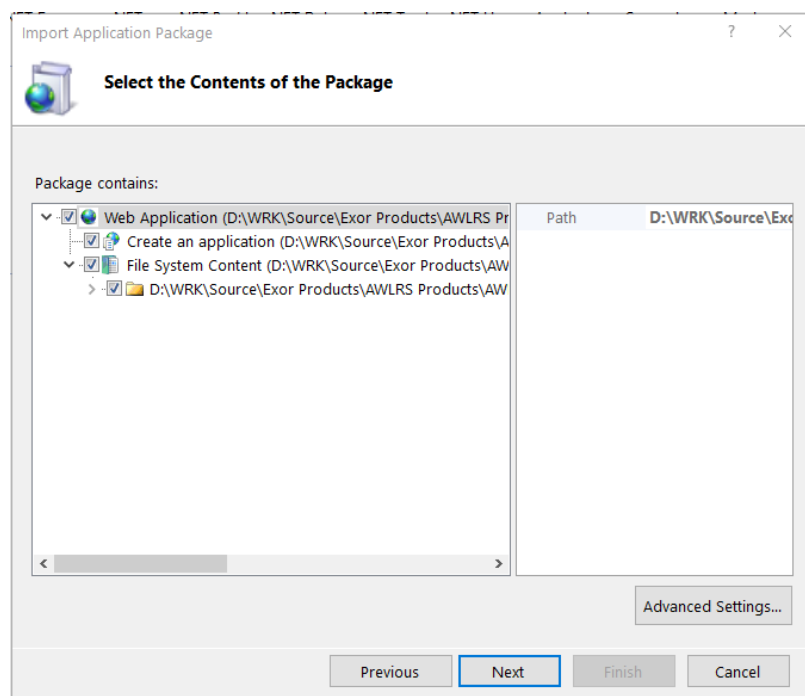 Import Application Package
?
Select the Contents of the Package
Package contains:
Web Application (D:\WRK\Source\Exor Products\AWLRS Pr
Path D:\WRK\Source\Exc
Create an application (D:\WRK\Source\Exor Products\A
File System Content (D:\WRK\Source\Exor Products\AW
D:\WRK\Source\Exor Products\AWLRS Products\AW
Advanced Settings...
Previous Next Finish Cancel